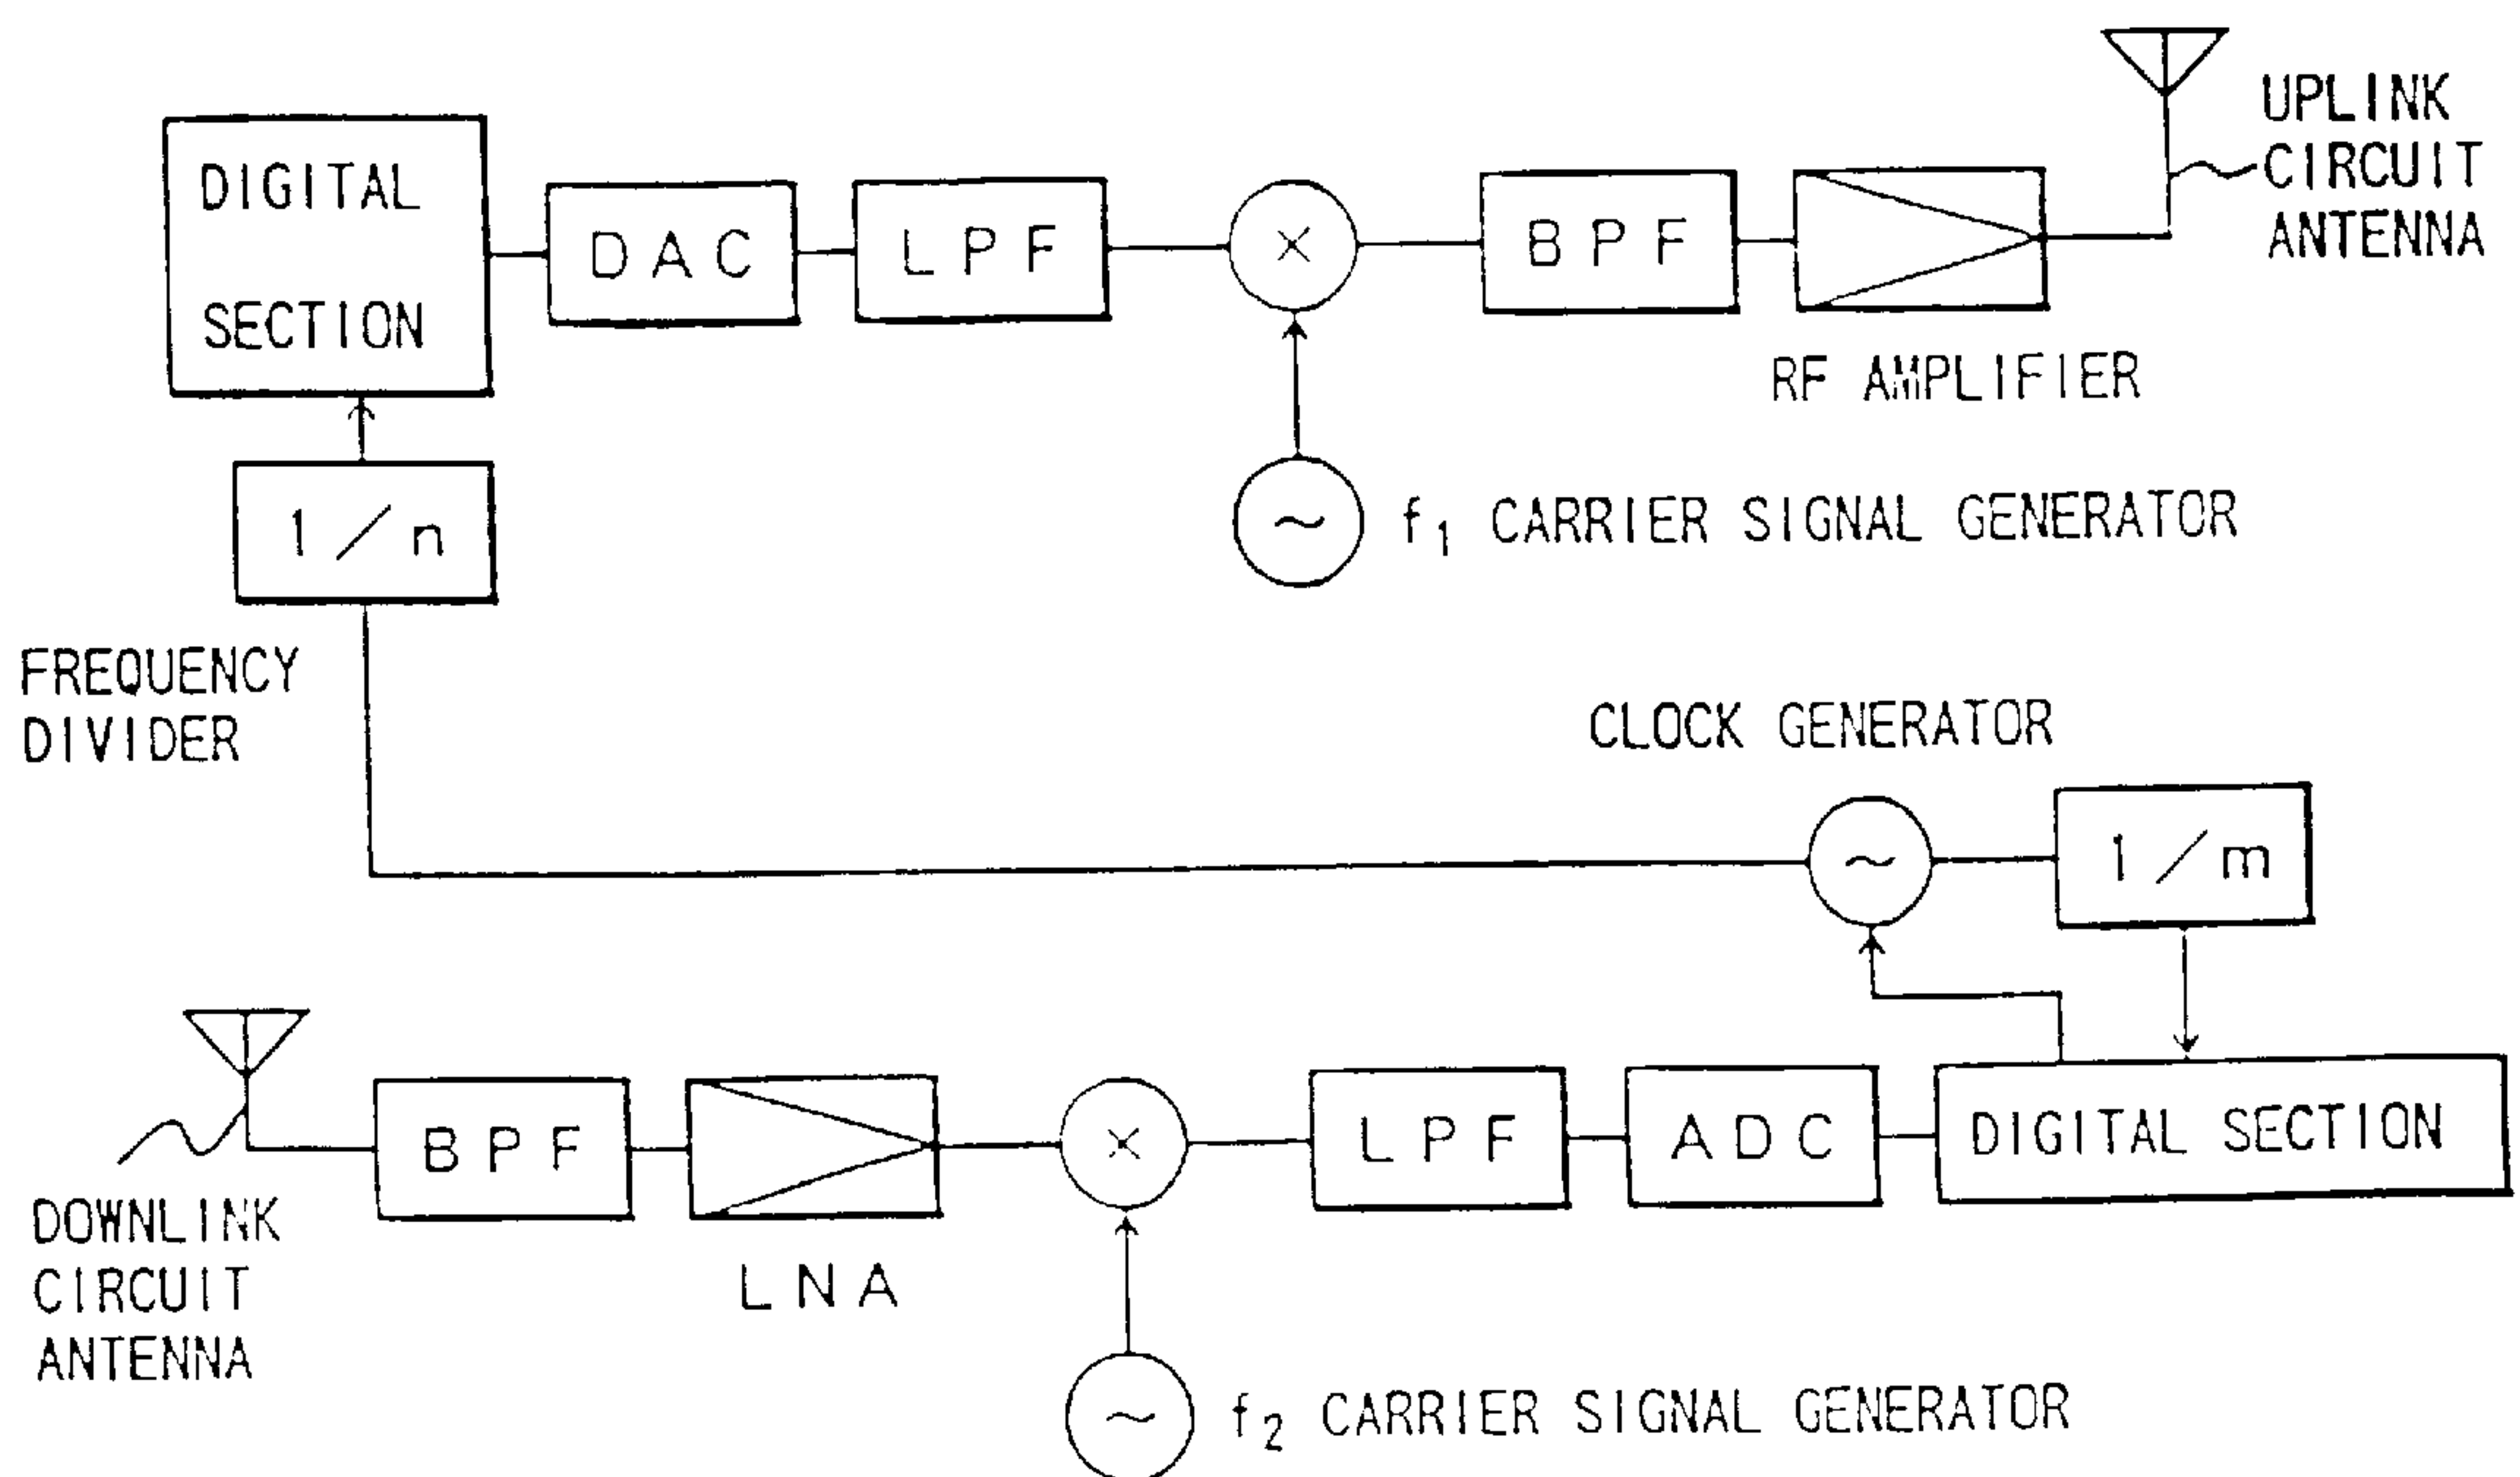 UPLINK
CIRCUIT
ANTENNA
DIGITAL
SECTION
DAC
LPF
×
BPF
RF AMPLIFIER
1/n
~
f1 CARRIER SIGNAL GENERATOR
FREQUENCY
DIVIDER
CLOCK GENERATOR
~
1/m
BPF
×
LPF
ADC
DIGITAL SECTION
DOWNLINK
CIRCUIT
ANTENNA
LNA
~
f2 CARRIER SIGNAL GENERATOR